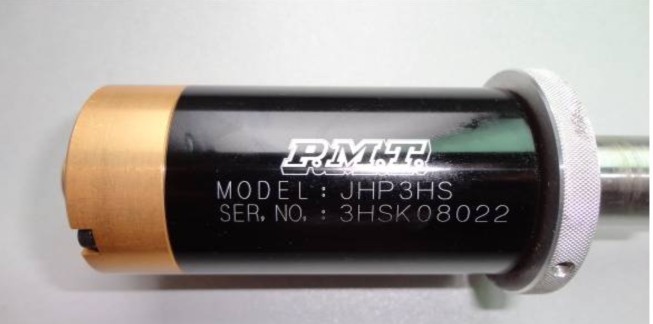 P.M.T.
MODEL: JHP3HS
SER. NO. : 3HSK08022